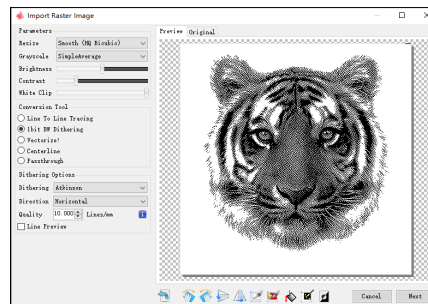 Import Raster Image
Parameters
Resize Smooth (HQ Bicubic)
Grayscale SimpleAverage
Brightness
Contrast
White Clip
Conversion Tool
Line To Line Tracing
1bit BW Dithering
Vectorize!
Centerline
Passthrough
Dithering Options
Dithering Atkinson
Direction Horizontal
Quality 10.000 Lines/mm
Line Preview
Preview Original
Cancel Next